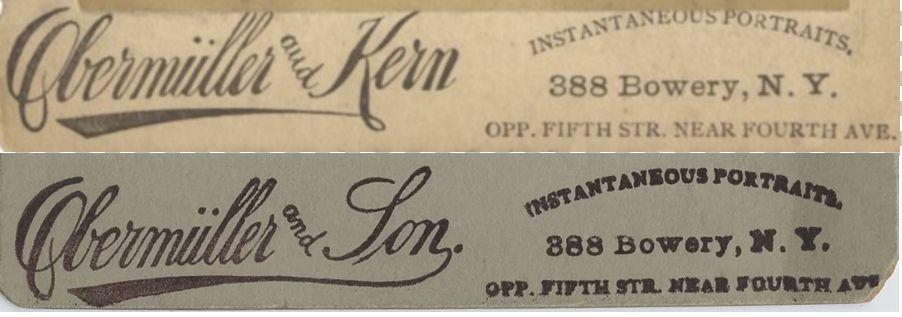 Obermüller and Kern
INSTANTANEOUS PORTRAITS.
388 Bowery, N. Y.
OPP. FIFTH STR. NEAR FOURTH AVE.
Obermüller and Son.
INSTANTANEOUS PORTRAITS.
388 Bowery, N. Y.
OPP. FIFTH STR. NEAR FOURTH AVE